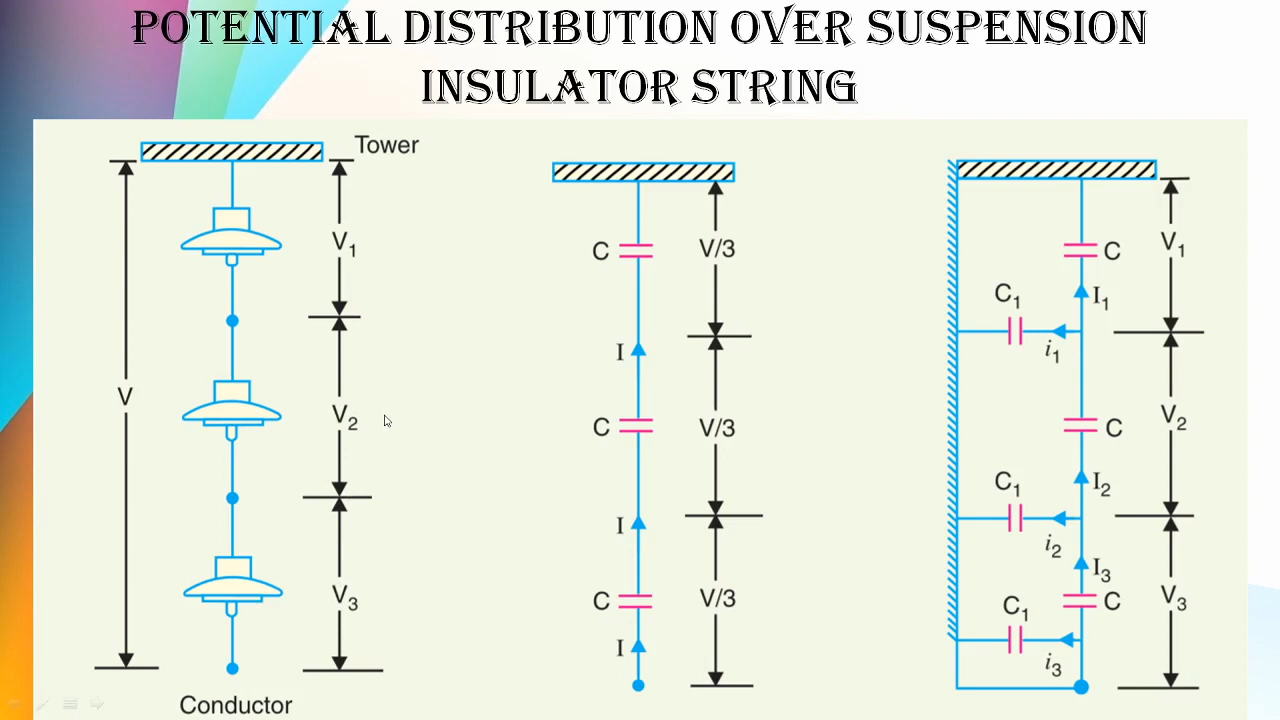 POTENTIAL DISTRIBUTION OVER SUSPENSION
INSULATOR STRING
Tower
V
V₁
V₂
V₃
Conductor
C
V/3
I
C
V/3
I
C
V/3
I
C
V₁
C₁
I₁
i₁
C
V₂
C₁
I₂
i₂
I₃
C
V₃
C₁
i₃